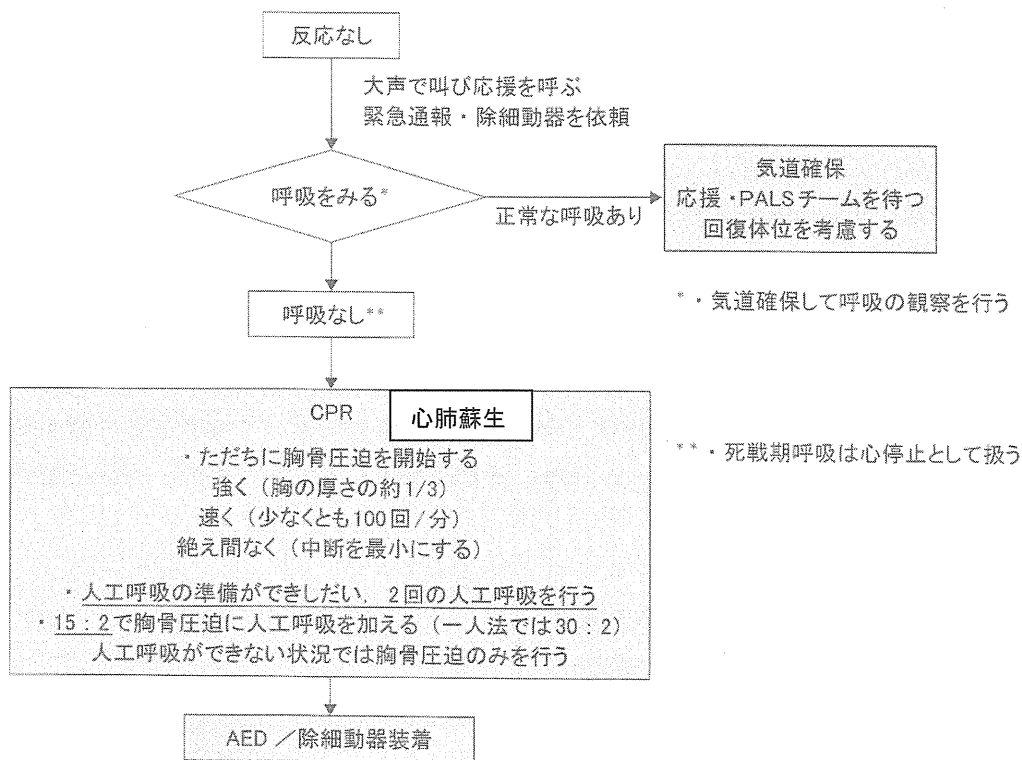 反応なし
大声で叫び応援を呼ぶ
緊急通報・除細動器を依頼
呼吸をみる*
正常な呼吸あり
気道確保
応援・PALSチームを待つ
回復体位を考慮する
*・気道確保して呼吸の観察を行う
呼吸なし**
CPR
心肺蘇生
**・死戦期呼吸は心停止として扱う
・ただちに胸骨圧迫を開始する
強く（胸の厚さの約1/3）
速く（少なくとも100回/分）
絶え間なく（中断を最小にする）
・人工呼吸の準備ができしだい，2回の人工呼吸を行う
・15：2で胸骨圧迫に人工呼吸を加える（一人法では30：2）
人工呼吸ができない状況では胸骨圧迫のみを行う
AED／除細動器装着